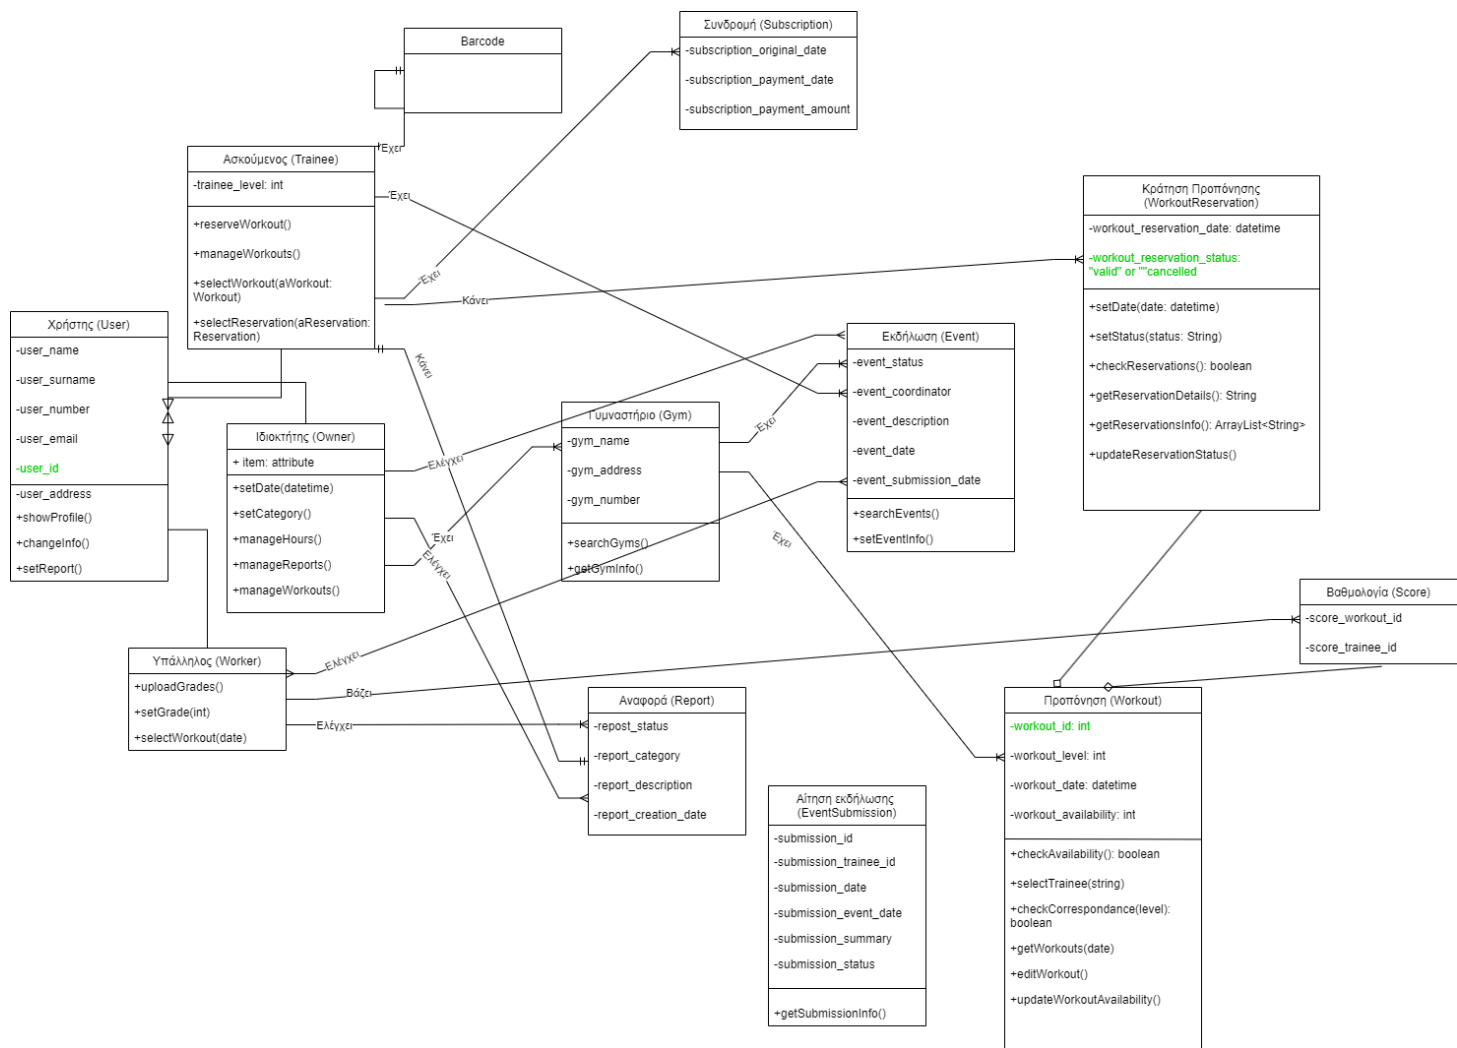 Barcode
Συνδρομή (Subscription)
-subscription_original_date
-subscription_payment_date
-subscription_payment_amount
Έχει
Ασκούμενος (Trainee)
-trainee_level: int
+reserveWorkout()
+manageWorkouts()
+selectWorkout(aWorkout:
Workout)
+selectReservation(aReservation:
Reservation)
Έχει
Έχει
Κάνει
Κάνει
Κράτηση Προπόνησης
(WorkoutReservation)
-workout_reservation_date: datetime
-workout_reservation_status:
"valid" or ""cancelled
+setDate(date: datetime)
+setStatus(status: String)
+checkReservations(): boolean
+getReservationDetails(): String
+getReservationsInfo(): ArrayList<String>
+updateReservationStatus()
Χρήστης (User)
-user_name
-user_surname
-user_number
-user_email
-user_id
-user_address
+showProfile()
+changeInfo()
+setReport()
Ιδιοκτήτης (Owner)
+ item: attribute
+setDate(datetime)
+setCategory()
+manageHours()
+manageReports()
+manageWorkouts()
Ελέγχει
Έχει
Ελέγχει
Γυμναστήριο (Gym)
-gym_name
-gym_address
-gym_number
+searchGyms()
+getGymInfo()
Έχει
Έχει
Εκδήλωση (Event)
-event_status
-event_coordinator
-event_description
-event_date
-event_submission_date
+searchEvents()
+setEventInfo()
Βαθμολογία (Score)
-score_workout_id
-score_trainee_id
Υπάλληλος (Worker)
+uploadGrades()
+setGrade(int)
+selectWorkout(date)
Ελέγχει
Βάζει
Ελέγχει
Αναφορά (Report)
-repost_status
-report_category
-report_description
-report_creation_date
Αίτηση εκδήλωσης
(EventSubmission)
-submission_id
-submission_trainee_id
-submission_date
-submission_event_date
-submission_summary
-submission_status
+getSubmissionInfo()
Προπόνηση (Workout)
-workout_id: int
-workout_level: int
-workout_date: datetime
-workout_availability: int
+checkAvailability(): boolean
+selectTrainee(string)
+checkCorrespondance(level):
boolean
+getWorkouts(date)
+editWorkout()
+updateWorkoutAvailability()